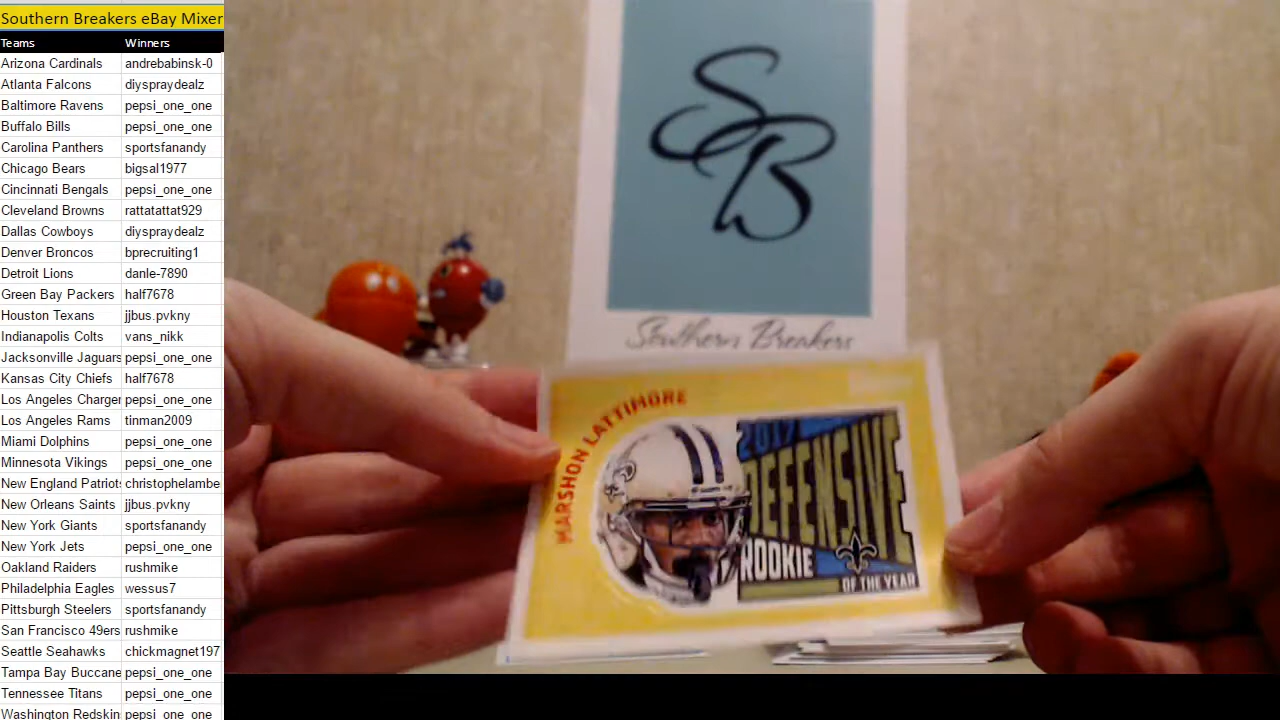 Southern Breakers eBay Mixer
Teams Winners
Arizona Cardinals andrebabinsk-0
Atlanta Falcons diyspraydealz
Baltimore Ravens pepsi_one_one
Buffalo Bills pepsi_one_one
Carolina Panthers sportsfanandy
Chicago Bears bigsal1977
Cincinnati Bengals pepsi_one_one
Cleveland Browns rattatattat929
Dallas Cowboys diyspraydealz
Denver Broncos bprecruiting1
Detroit Lions danle-7890
Green Bay Packers half7678
Houston Texans jjbus.pvkny
Indianapolis Colts vans_nikk
Jacksonville Jaguars pepsi_one_one
Kansas City Chiefs half7678
Los Angeles Charger pepsi_one_one
Los Angeles Rams tinman2009
Miami Dolphins pepsi_one_one
Minnesota Vikings pepsi_one_one
New England Patriots christophelambe
New Orleans Saints jjbus.pvkny
New York Giants sportsfanandy
New York Jets pepsi_one_one
Oakland Raiders rushmike
Philadelphia Eagles wessus7
Pittsburgh Steelers sportsfanandy
San Francisco 49ers rushmike
Seattle Seahawks chickmagnet197
Tampa Bay Buccane pepsi_one_one
Tennessee Titans pepsi_one_one
Washington Redskin pepsi_one_one
SB
Southern Breakers
MARSHON LATTIMORE
2017
DEFENSIVE
ROOKIE
OF THE YEAR